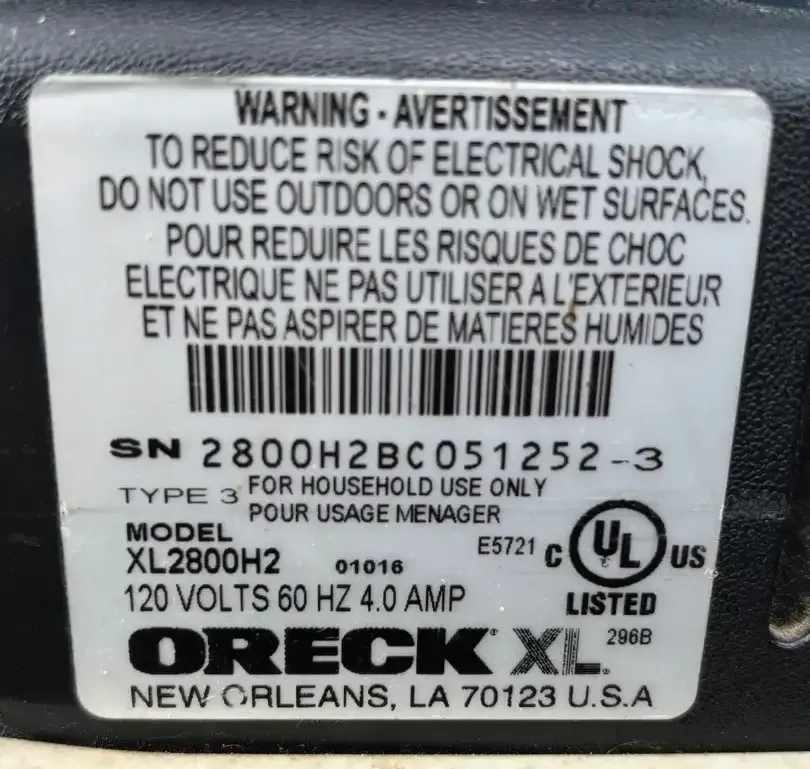 WARNING - AVERTISSEMENT
TO REDUCE RISK OF ELECTRICAL SHOCK,
DO NOT USE OUTDOORS OR ON WET SURFACES.
POUR REDUIRE LES RISQUES DE CHOC
ELECTRIQUE NE PAS UTILISER A L'EXTERIEUR
ET NE PAS ASPIRER DE MATIERES HUMIDES
SN 2800H2BC051252-3
TYPE 3 FOR HOUSEHOLD USE ONLY
POUR USAGE MENAGER
MODEL
XL2800H2 01016
E5721 C UL US
LISTED
120 VOLTS 60 HZ 4.0 AMP
296B
ORECK XL
NEW ORLEANS, LA 70123 U.S.A